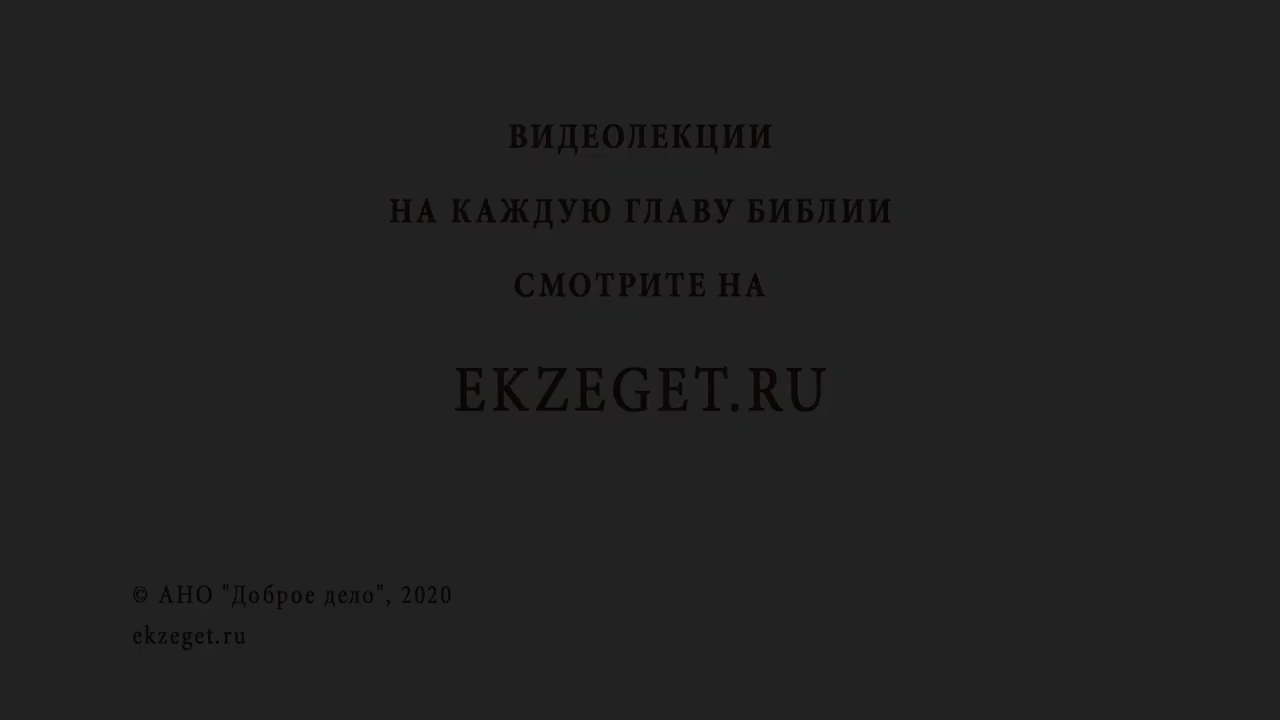 ВИДЕОЛЕКЦИИ
НА КАЖДУЮ ГЛАВУ БИБЛИИ
СМОТРИТЕ НА
EKZEGET.RU
© АНО "Доброе дело", 2020
ekzeget.ru